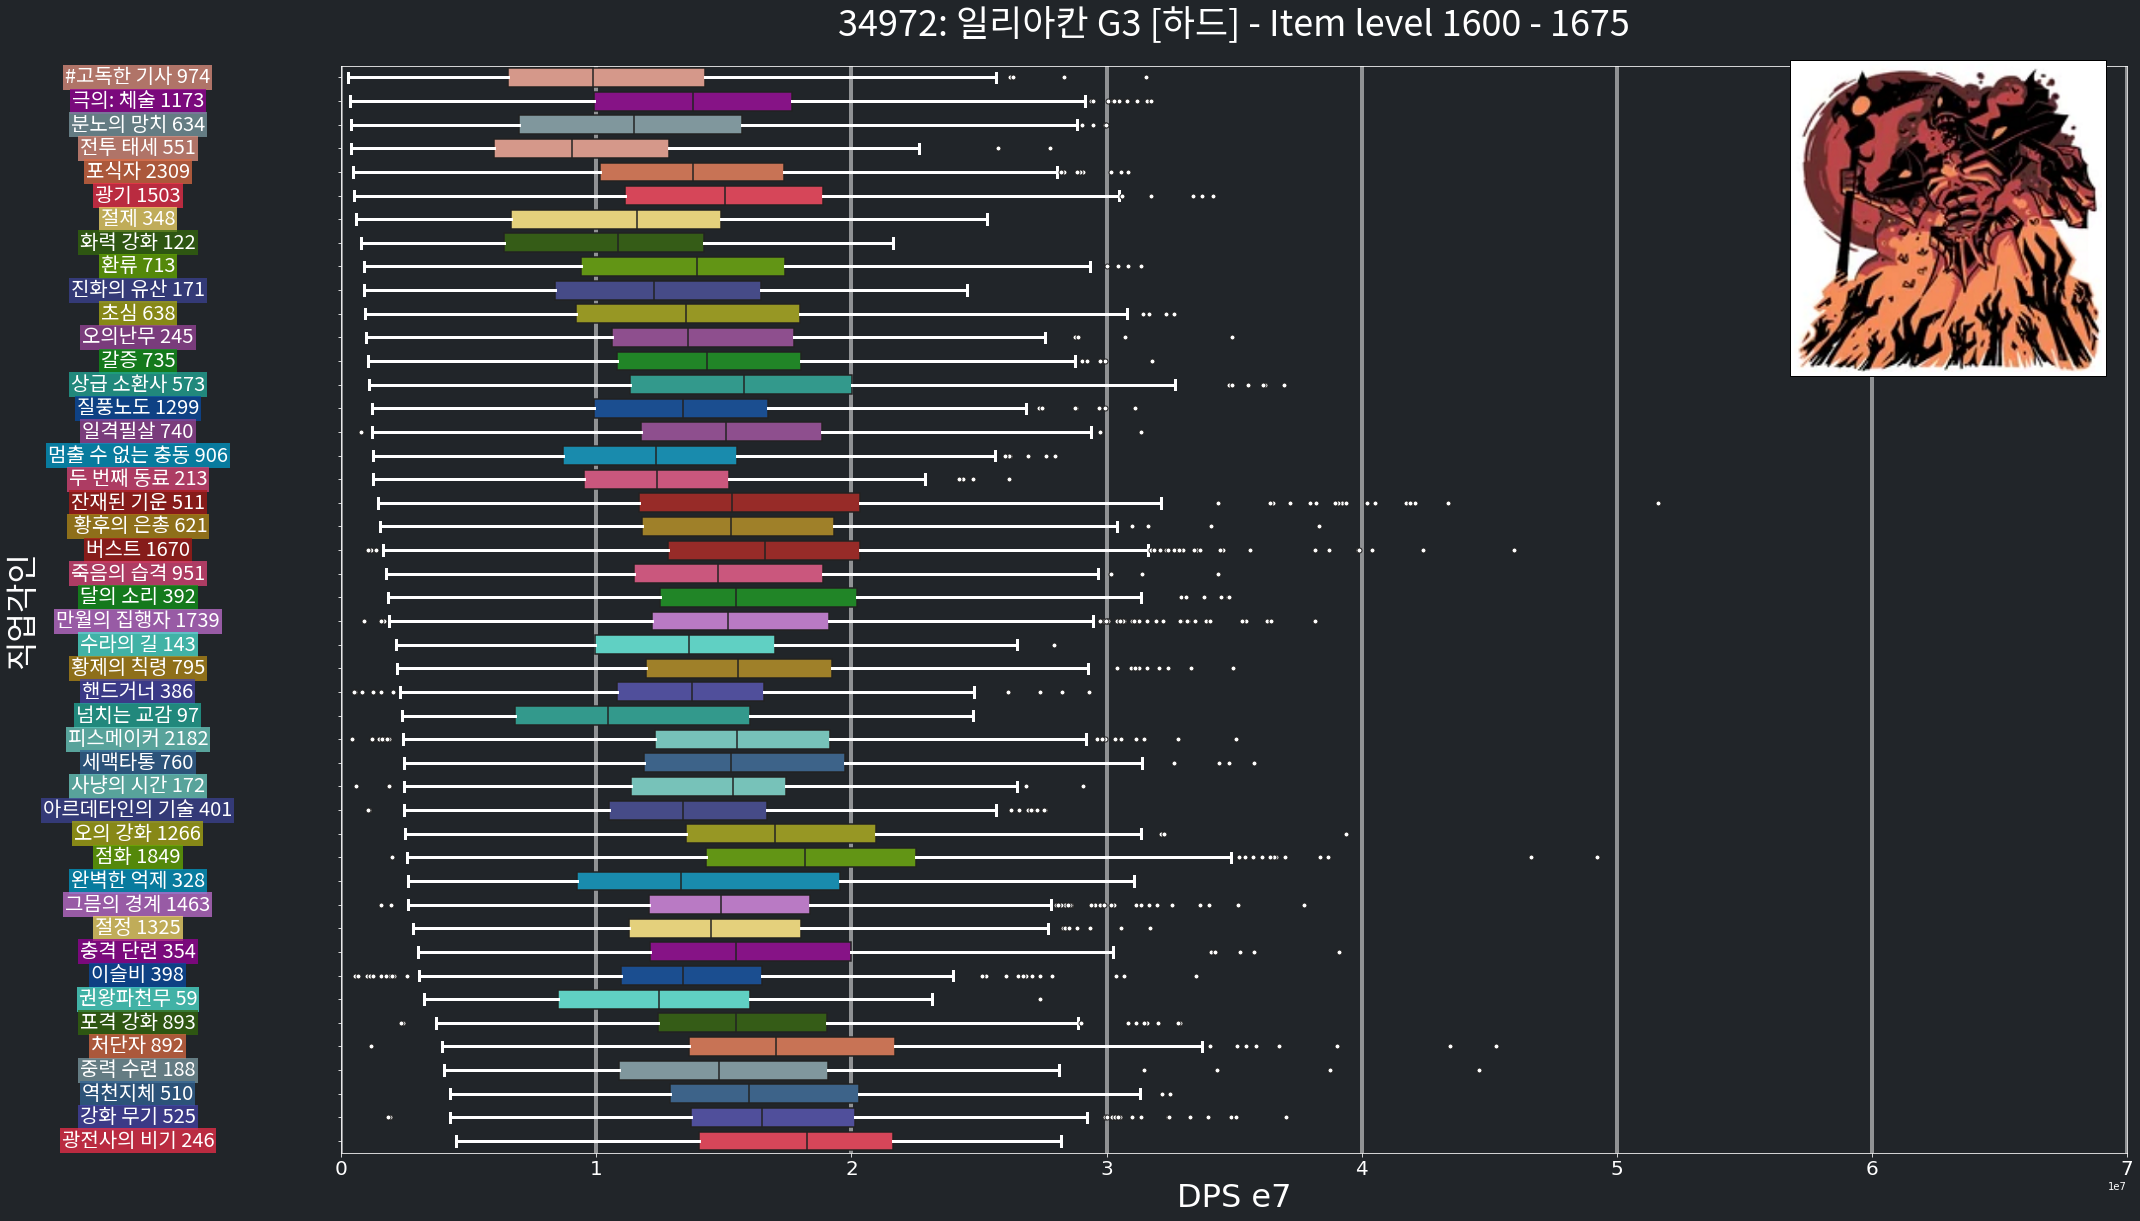 34972: 일리아칸 G3 [하드] - Item level 1600 - 1675
#고독한 기사 974
극의: 체술 1173
분노의 망치 634
전투 태세 551
포식자 2309
광기 1503
절제 348
화력 강화 122
환류 713
진화의 유산 171
초심 638
오의난무 245
갈증 735
상급 소환사 573
질풍노도 1299
일격필살 740
멈출 수 없는 충동 906
두 번째 동료 213
잔재된 기운 511
황후의 은총 621
버스트 1670
죽음의 습격 951
달의 소리 392
만월의 집행자 1739
수라의 길 143
황제의 칙령 795
핸드거너 386
넘치는 교감 97
피스메이커 2182
세맥타통 760
사냥의 시간 172
아르데타인의 기술 401
오의 강화 1266
점화 1849
완벽한 억제 328
그믐의 경계 1463
절정 1325
충격 단련 354
이슬비 398
권왕파천무 59
포격 강화 893
처단자 892
중력 수련 188
역천지체 510
강화 무기 525
광전사의 비기 246
직업각인
0 1 2 3 4 5 6 7
1e7
DPS e7